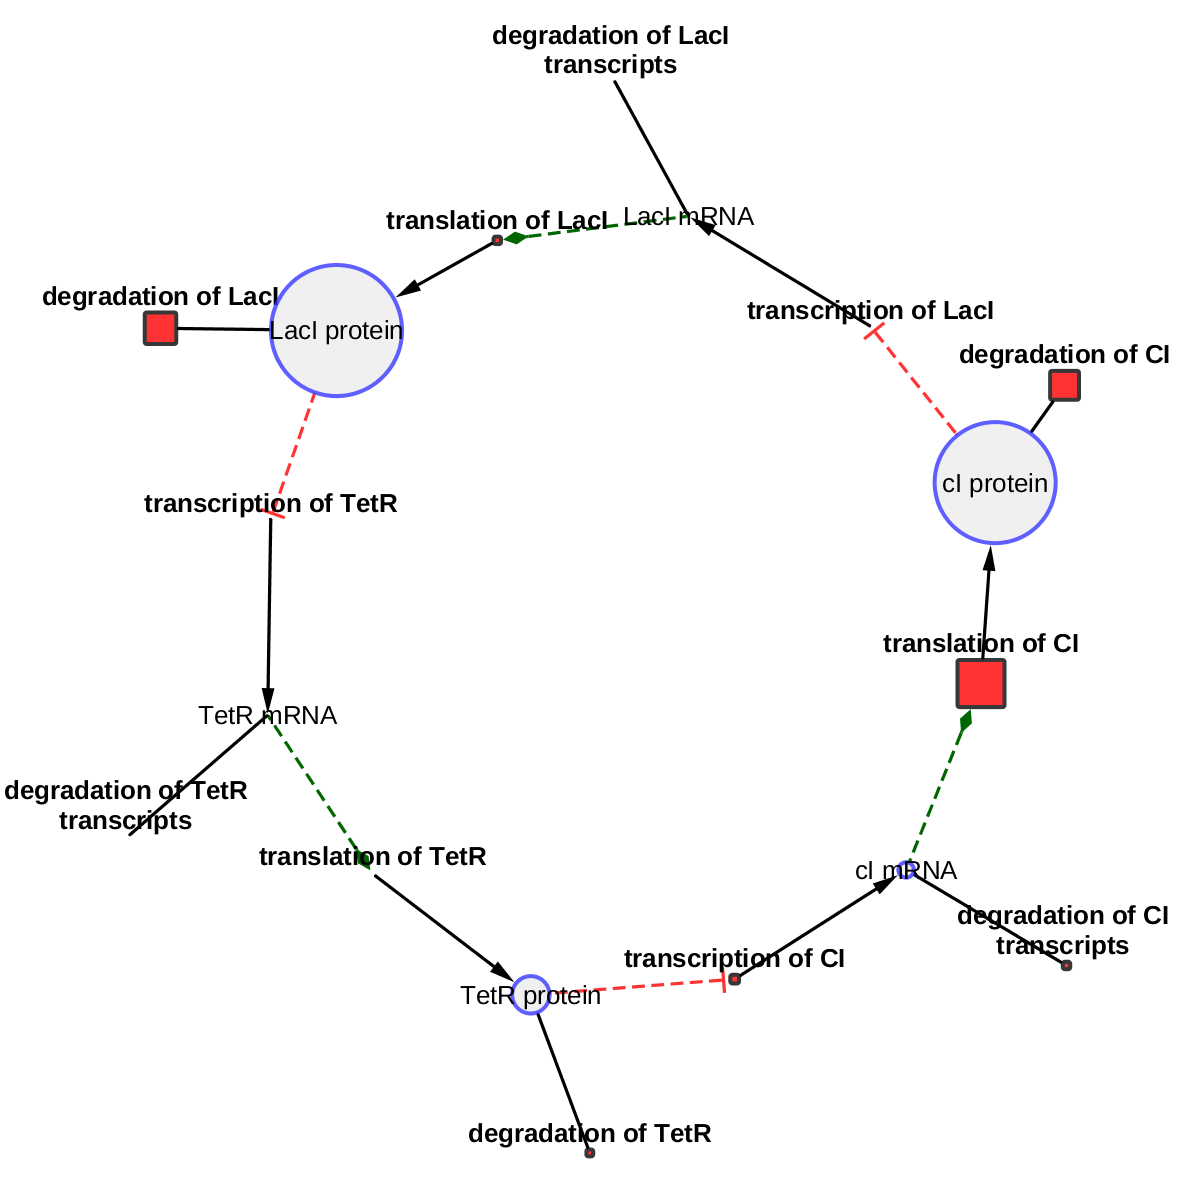 degradation of LacI
transcripts
translation of LacI
LacI mRNA
degradation of LacI
LacI protein
transcription of LacI
degradation of CI
cI protein
transcription of TetR
translation of CI
TetR mRNA
degradation of TetR
transcripts
translation of TetR
cI mRNA
degradation of CI
transcripts
transcription of CI
TetR protein
degradation of TetR